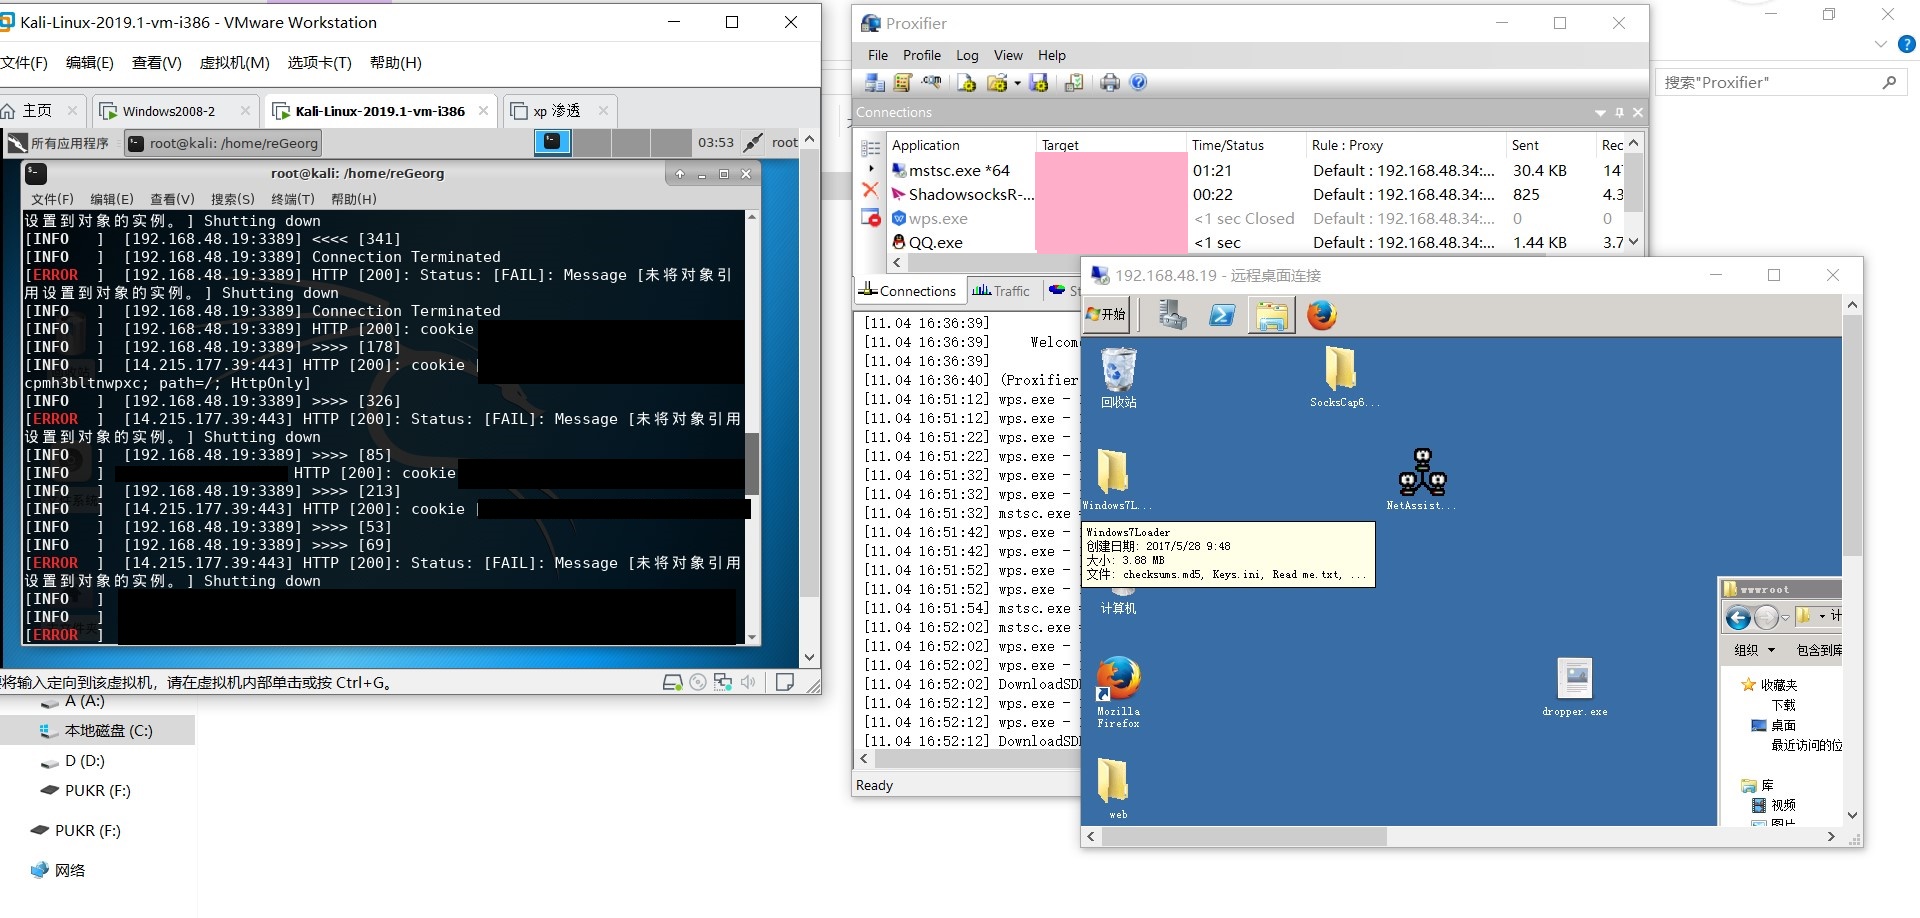 Kali-Linux-2019.1-vm-i386 - VMware Workstation
文件(F) 编辑(E) 查看(V) 虚拟机(M) 选项卡(T) 帮助(H)
主页 Windows2008-2 Kali-Linux-2019.1-vm-i386 xp 渗透
所有应用程序 root@kali: /home/reGeorg 03:53 root
root@kali: /home/reGeorg
文件(F) 编辑(E) 查看(V) 搜索(S) 终端(T) 帮助(H)
设置到对象的实例。] Shutting down
[INFO ] [192.168.48.19:3389] <<<< [341]
[INFO ] [192.168.48.19:3389] Connection Terminated
[ERROR ] [192.168.48.19:3389] HTTP [200]: Status: [FAIL]: Message [未将对象引
用设置到对象的实例。] Shutting down
[INFO ] [192.168.48.19:3389] Connection Terminated
[INFO ] [192.168.48.19:3389] HTTP [200]: cookie
[INFO ] [192.168.48.19:3389] >>>> [178]
[INFO ] [14.215.177.39:443] HTTP [200]: cookie [
cpmh3bltnwpxc; path=/; HttpOnly]
[INFO ] [192.168.48.19:3389] >>>> [326]
[ERROR ] [14.215.177.39:443] HTTP [200]: Status: [FAIL]: Message [未将对象引用
设置到对象的实例。] Shutting down
[INFO ] [192.168.48.19:3389] >>>> [85]
[INFO ] HTTP [200]: cookie
[INFO ] [192.168.48.19:3389] >>>> [213]
[INFO ] [14.215.177.39:443] HTTP [200]: cookie
[INFO ] [192.168.48.19:3389] >>>> [53]
[INFO ] [192.168.48.19:3389] >>>> [69]
[ERROR ] [14.215.177.39:443] HTTP [200]: Status: [FAIL]: Message [未将对象引用
设置到对象的实例。] Shutting down
[INFO ]
[INFO ]
[ERROR ]
将输入定向到该虚拟机，请在虚拟机内部单击或按 Ctrl+G。
A (A:)
本地磁盘 (C:)
D (D:)
PUKR (F:)
PUKR (F:)
网络
Proxifier
File Profile Log View Help
Connections
Application Target Time/Status Rule : Proxy Sent Rec
mstsc.exe *64 01:21 Default : 192.168.48.34:... 30.4 KB 14
ShadowsocksR-... 00:22 Default : 192.168.48.34:... 825 4.3
wps.exe <1 sec Closed Default : 192.168.48.34:... 0 0
QQ.exe <1 sec Default : 192.168.48.34:... 1.44 KB 3.7
Connections Traffic St
[11.04 16:36:39]
[11.04 16:36:39] Welcom
[11.04 16:36:39]
[11.04 16:36:40] (Proxifier
[11.04 16:51:12] wps.exe -
[11.04 16:51:12] wps.exe -
[11.04 16:51:22] wps.exe -
[11.04 16:51:22] wps.exe -
[11.04 16:51:32] wps.exe -
[11.04 16:51:32] wps.exe -
[11.04 16:51:32] mstsc.exe
[11.04 16:51:42] wps.exe -
[11.04 16:51:42] wps.exe -
[11.04 16:51:52] wps.exe -
[11.04 16:51:52] wps.exe -
[11.04 16:51:54] mstsc.exe
[11.04 16:52:02] mstsc.exe
[11.04 16:52:02] wps.exe -
[11.04 16:52:02] wps.exe -
[11.04 16:52:02] DownloadSD
[11.04 16:52:12] wps.exe -
[11.04 16:52:12] wps.exe -
[11.04 16:52:12] DownloadSD
Ready
搜索"Proxifier"
192.168.48.19 - 远程桌面连接
开始
回收站
SocksCap6...
Windows7L...
NetAssist...
Windows7Loader
创建日期: 2017/5/28 9:48
大小: 3.88 MB
文件: checksums.md5, Keys.ini, Read me.txt, ...
计算机
Mozilla
Firefox
dropper.exe
web
wwwroot
计
组织 包含到库
收藏夹
下载
桌面
最近访问的位
库
视频
图片